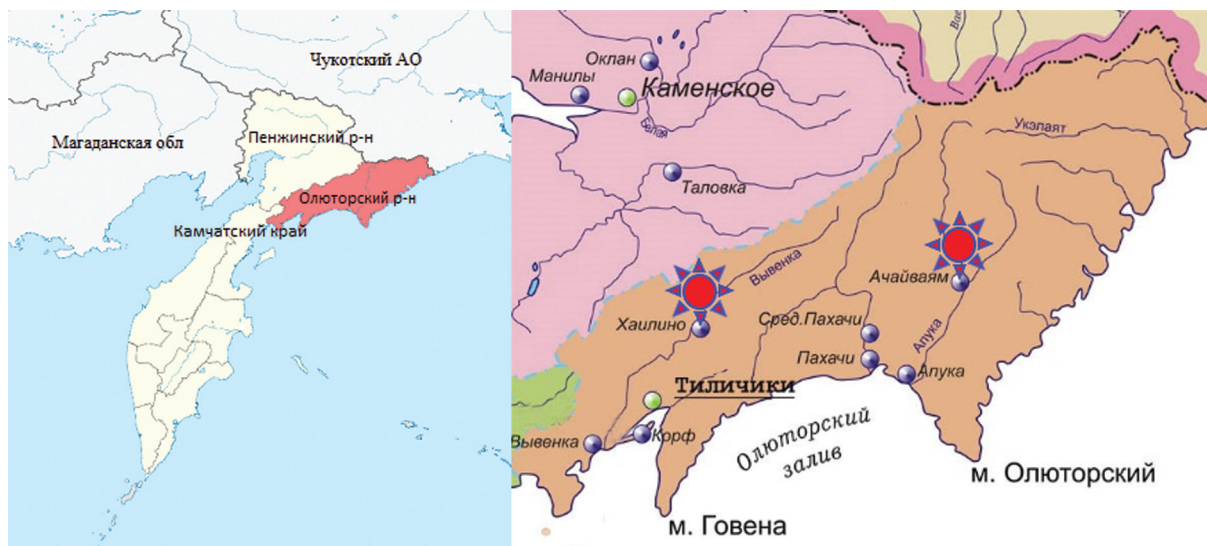 Чукотский АО
Магаданская обл
Пенжинский р-н
Олюторский р-н
Камчатский край
Оклан
Манилы
Каменское
Белая
Таловка
Укэлаят
Вывенка
Ачайваям
Хаилино
Сред.Пахачи
Апука
Пахачи
Апука
Тиличики
Вывенка
Корф
Олюторский
залив
м. Олюторский
м. Говена